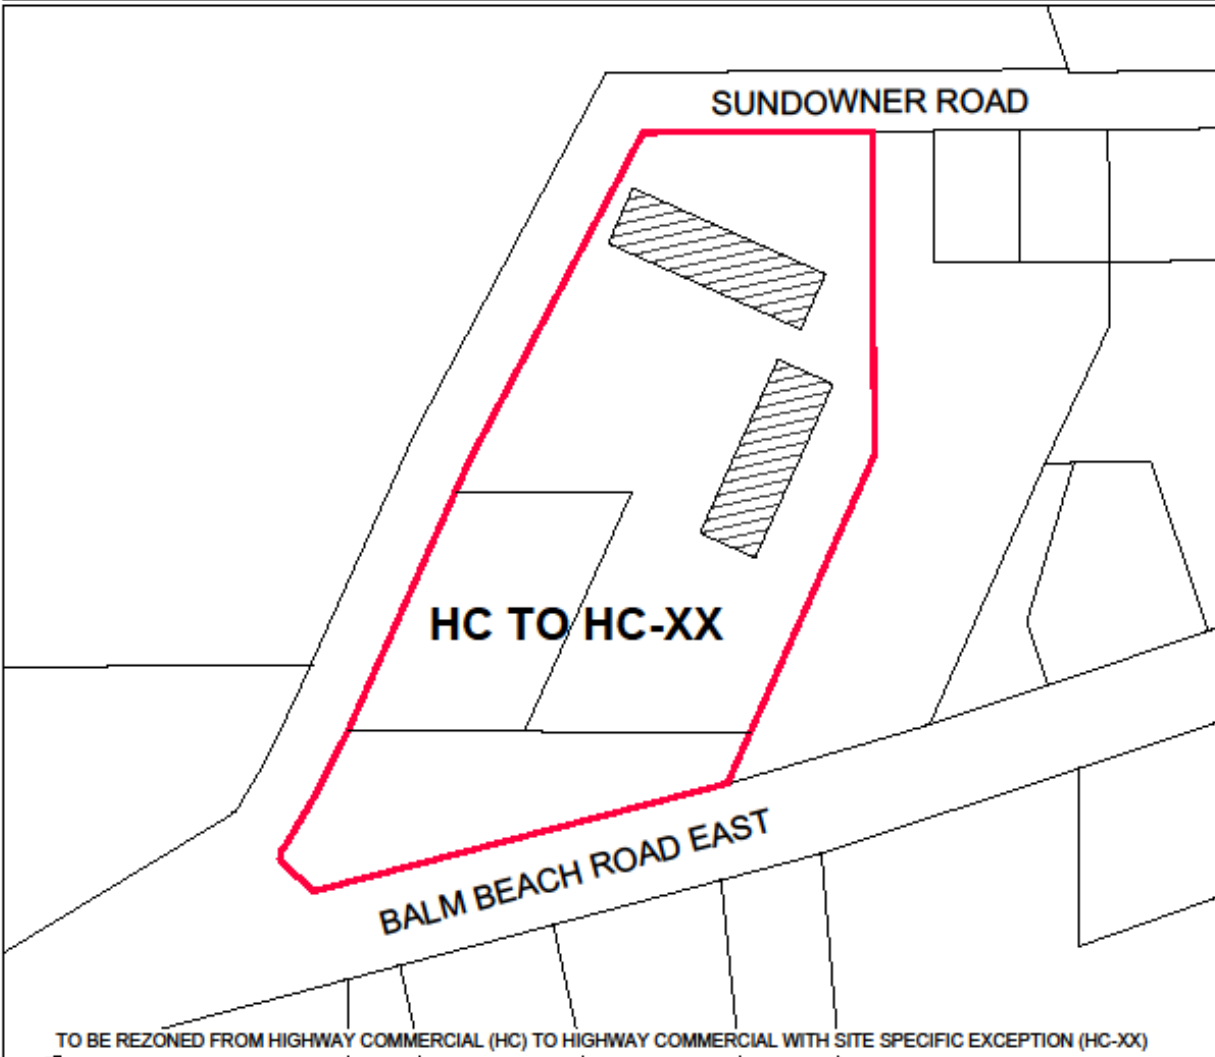 SUNDOWNER ROAD
HC TO HC-XX
BALM BEACH ROAD EAST
TO BE REZONED FROM HIGHWAY COMMERCIAL (HC) TO HIGHWAY COMMERCIAL WITH SITE SPECIFIC EXCEPTION (HC-XX)